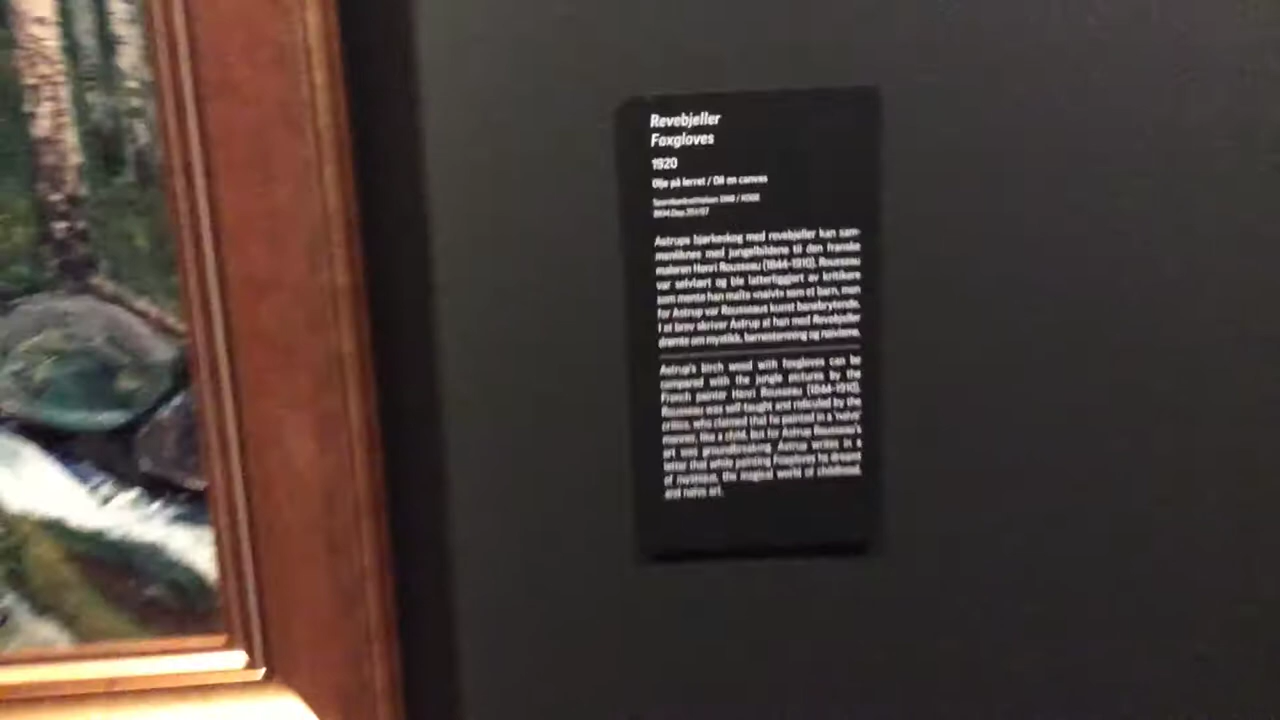 Revebjeller
Foxgloves
1920
Olje på lerret / Oil on canvas
Astrups bjørkeskog med revebjeller kan sam-
menliknes med jungelbildene til den franske
maleren Henri Rousseau (1844–1910). Rousseau
var selvlært og ble latterliggjort av kritikere
som mente han malte «naivt» som et barn, men
for Astrup var Rousseaus kunst banebrytende.
I et brev skriver Astrup at han med Revebjeller
drømte om mystikk, barnestemning og
Astrup's birch wood with foxgloves can be
compared with the jungle pictures by the
French painter Henri Rousseau (1844–1910).
Rousseau was self-taught and ridiculed by the
critics, who claimed that he painted in a 'naïve'
manner, like a child, but for Astrup Rousseau's
art was groundbreaking. Astrup writes in a
letter that while painting Foxgloves he dreamt
of mystique, the magical world of childhood,
and naïve art.